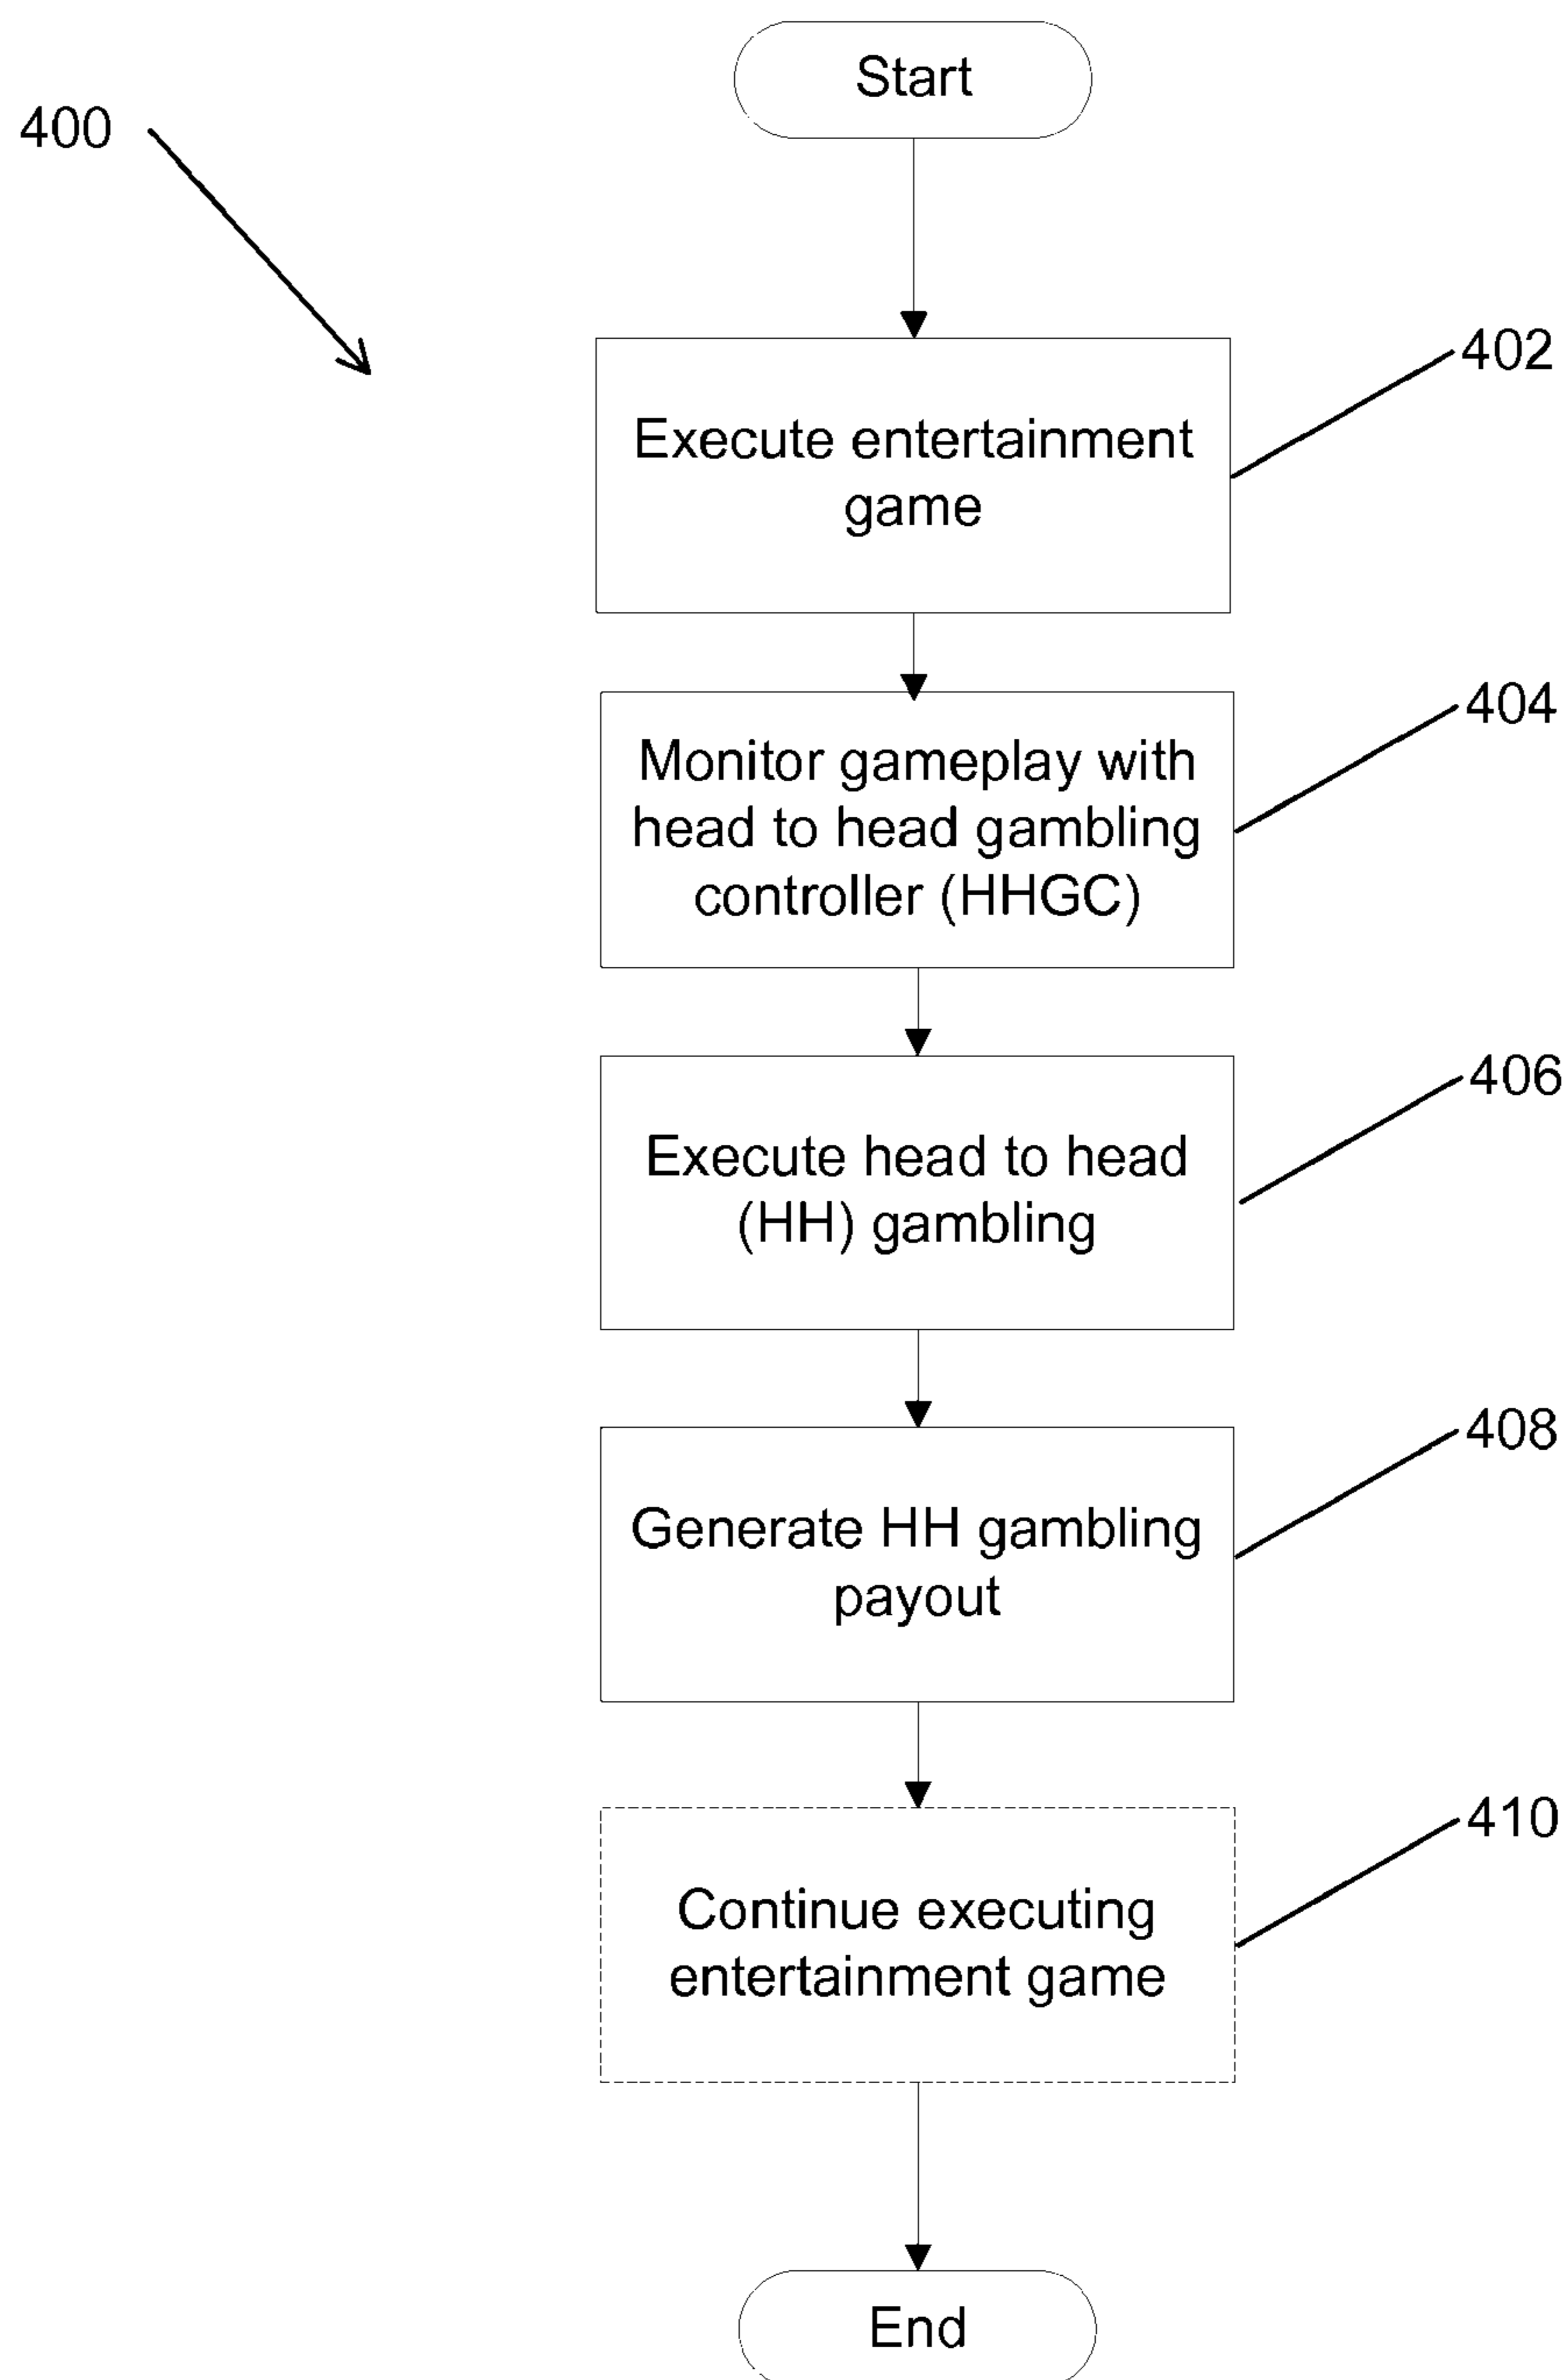 Start
400
402
Execute entertainment
game
404
Monitor gameplay with
head to head gambling
controller (HHGC)
406
Execute head to head
(HH) gambling
408
Generate HH gambling
payout
410
Continue executing
entertainment game
End